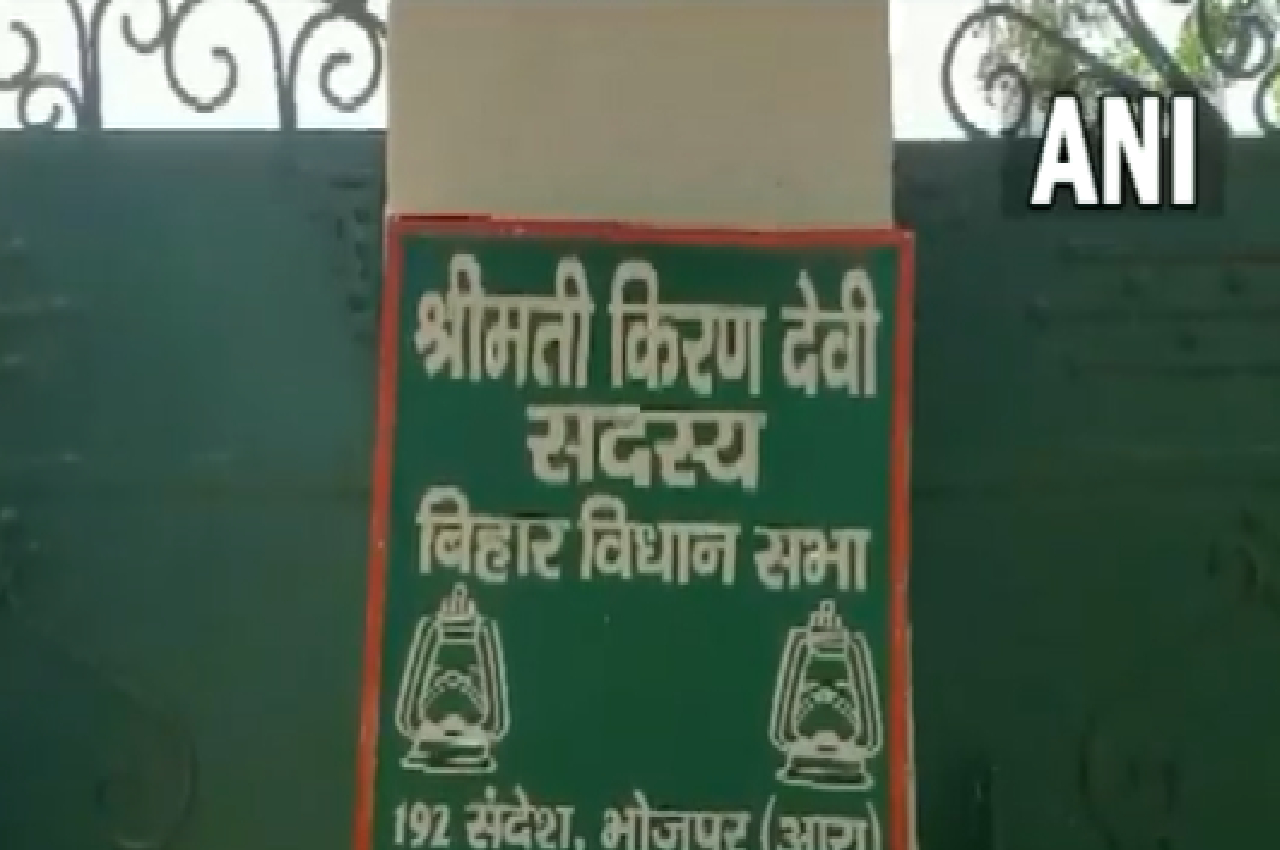 ANI
श्रीमती किरण देवी
सदस्य
बिहार विधान सभा
192 संदेश, भोजपुर (आरा)